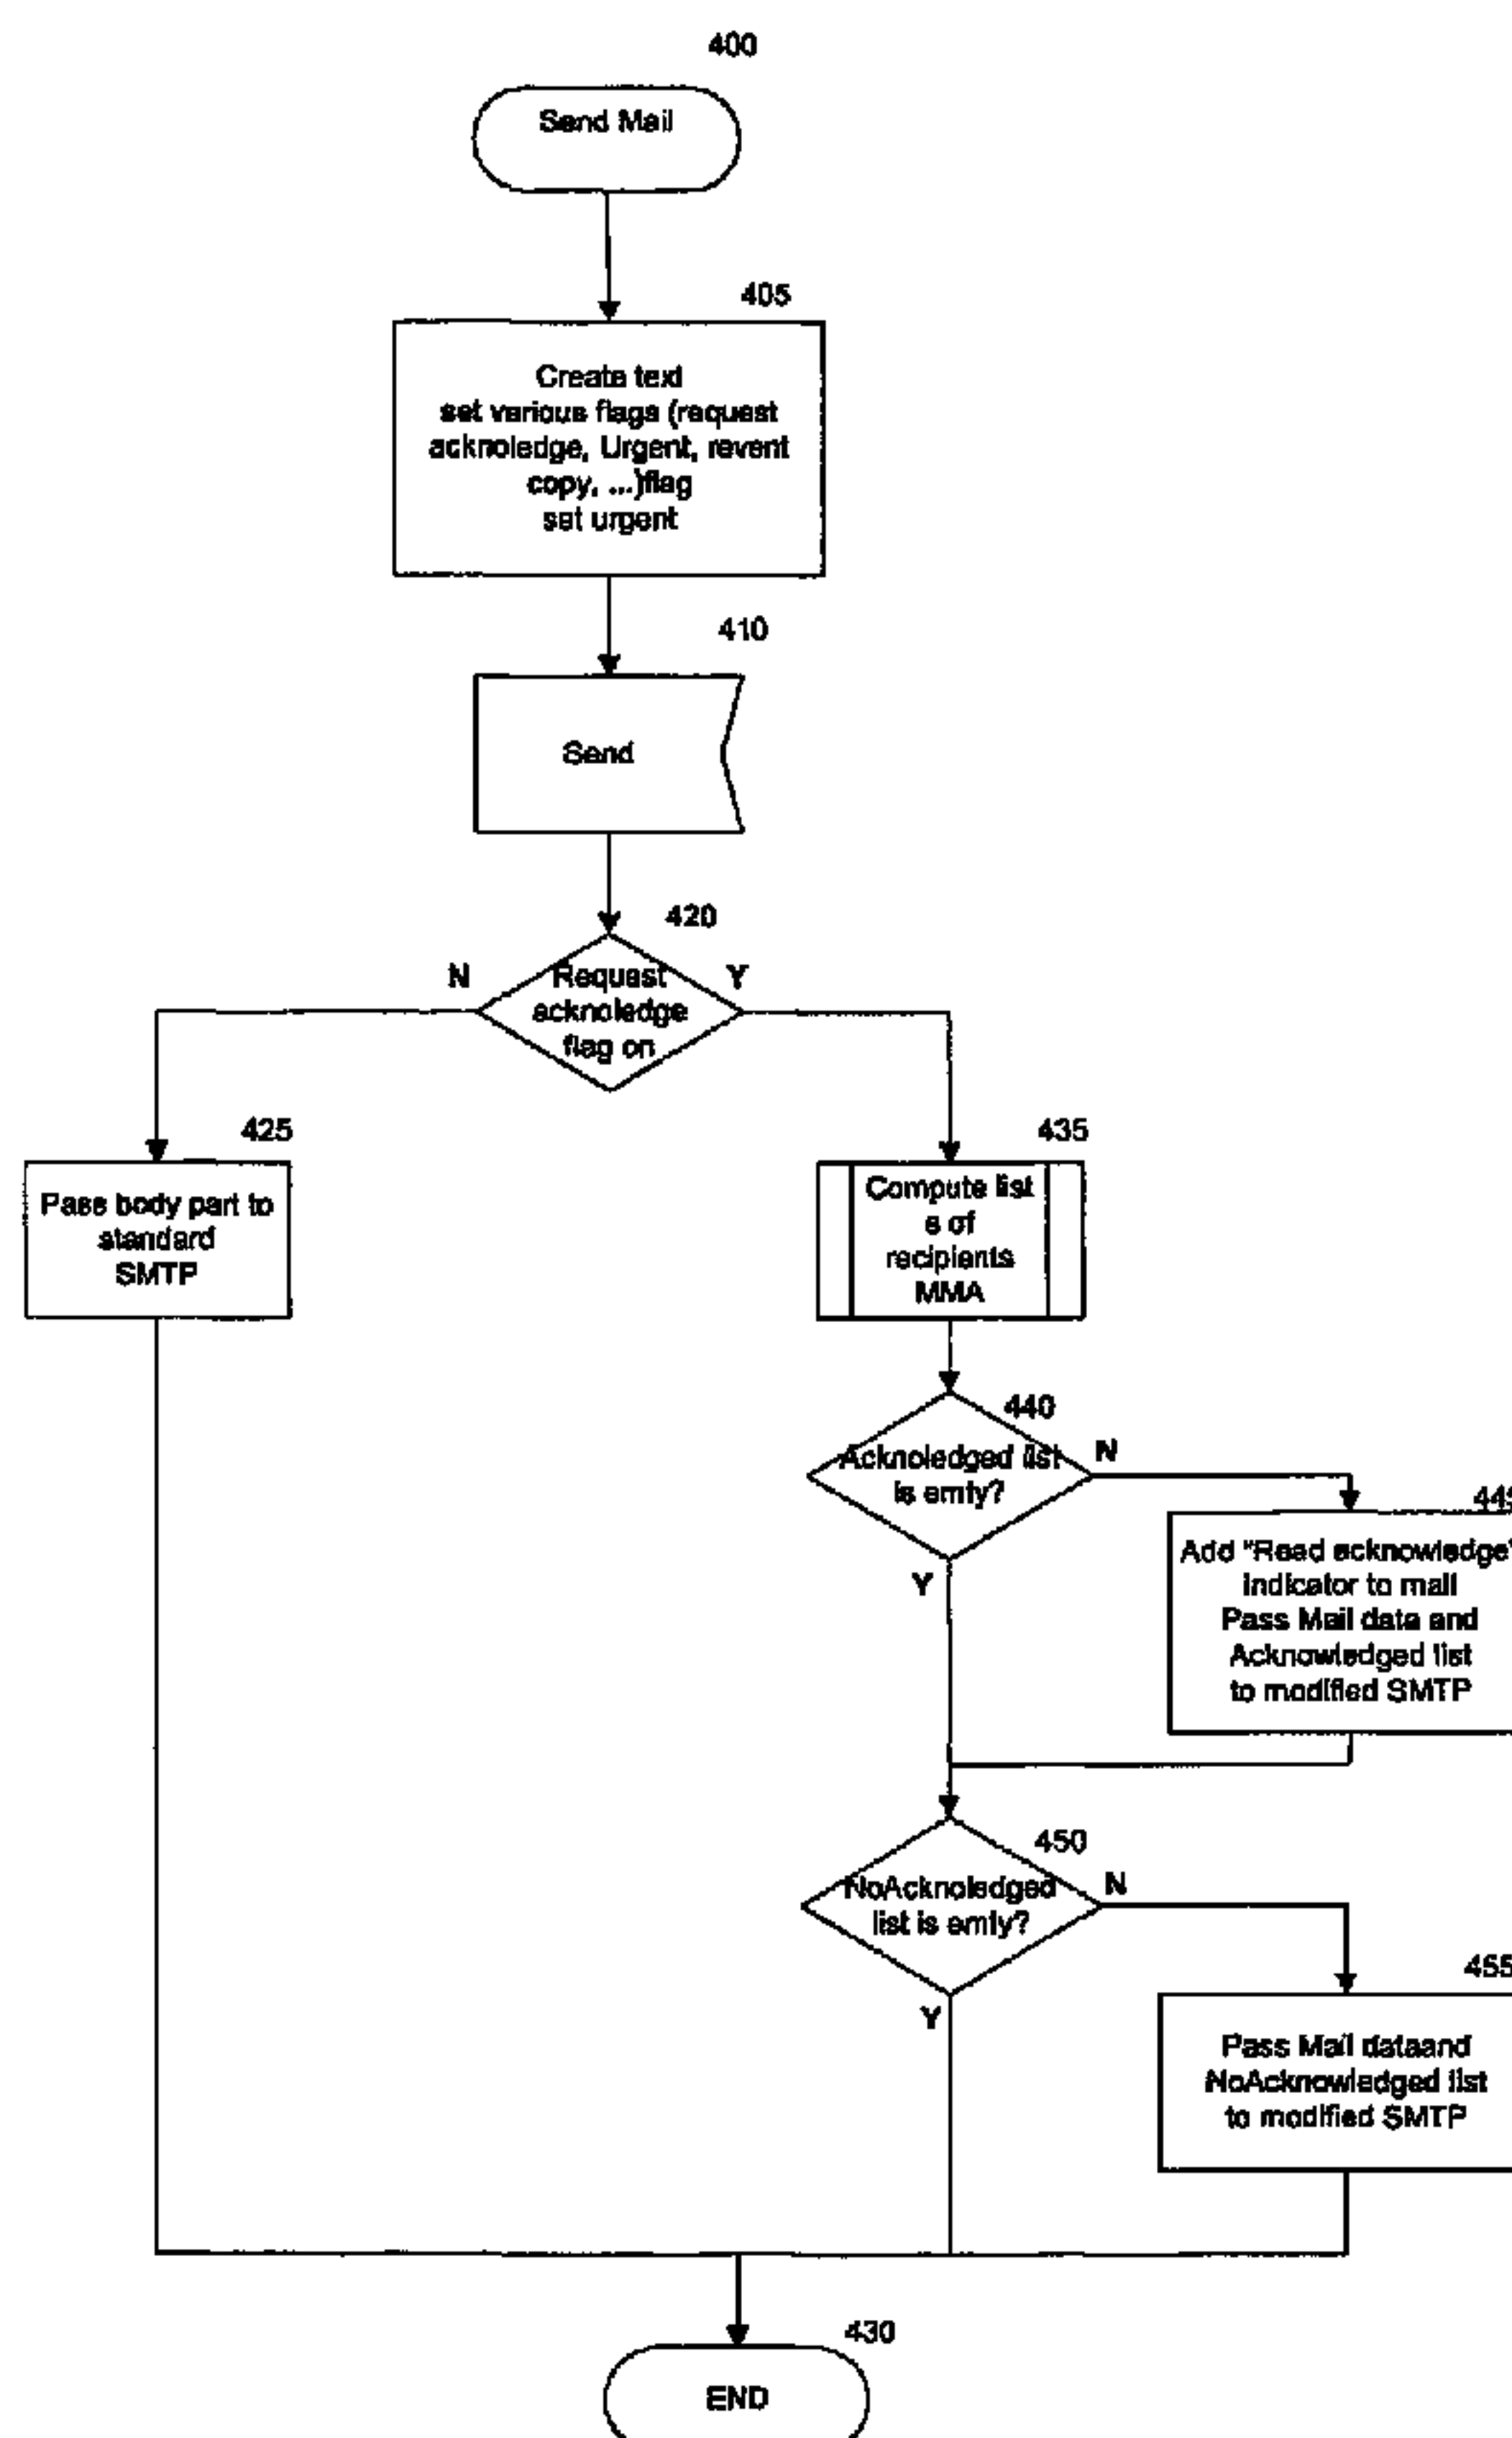 400
Send Mail
405
Create text
set various flags (request
acknoledge, Urgent, revent
copy, ...)flag
set urgent
410
Send
420
N
Request
acknoledge
flag on
Y
425
Pass body part to
standard
SMTP
435
Compute list
s of
recipients
MMA
440
Acknoledged list
is emty?
N
Y
Add "Read acknowledge"
indicator to mail
Pass Mail data and
Acknowledged list
to modified SMTP
450
NoAcknoledged
list is emty?
N
Y
455
Pass Mail dataand
NoAcknowledged list
to modified SMTP
430
END